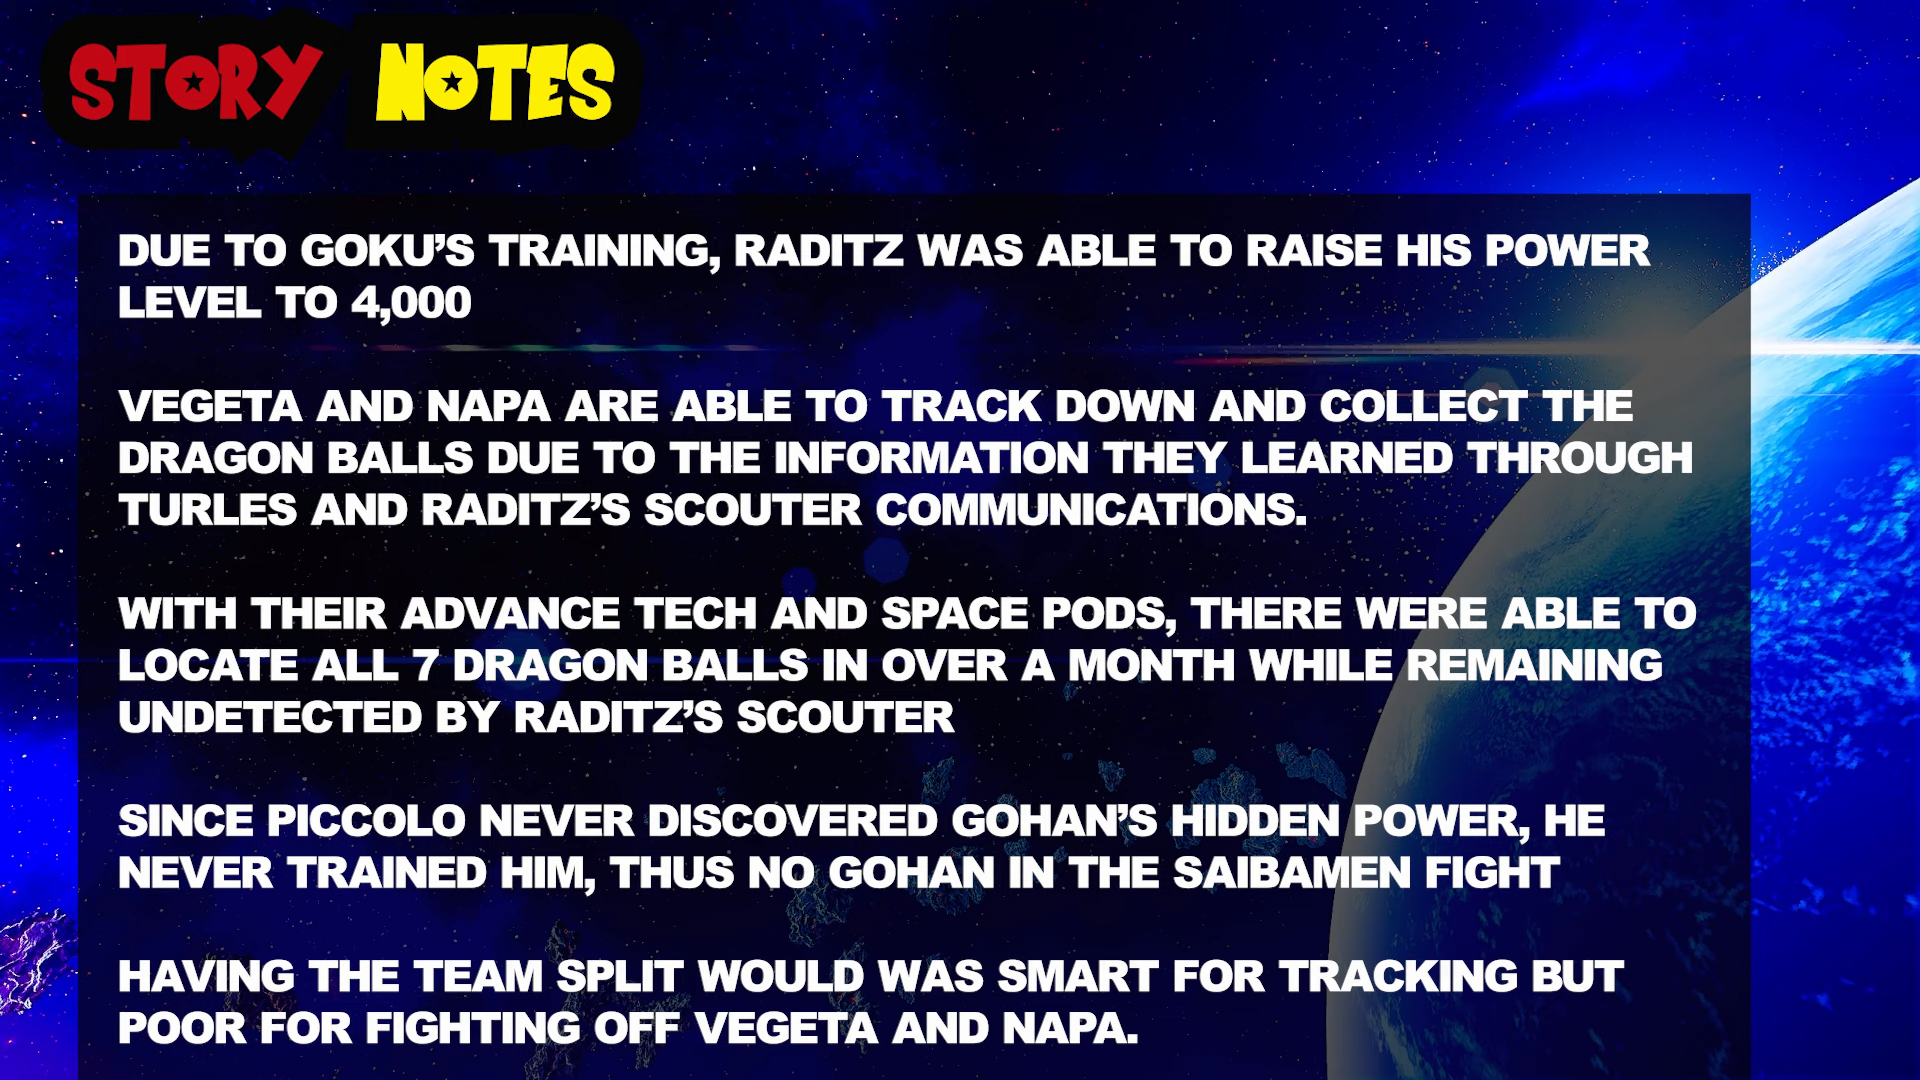 STORY NOTES
DUE TO GOKU’S TRAINING, RADITZ WAS ABLE TO RAISE HIS POWER
LEVEL TO 4,000
VEGETA AND NAPA ARE ABLE TO TRACK DOWN AND COLLECT THE
DRAGON BALLS DUE TO THE INFORMATION THEY LEARNED THROUGH
TURLES AND RADITZ’S SCOUTER COMMUNICATIONS.
WITH THEIR ADVANCE TECH AND SPACE PODS, THERE WERE ABLE TO
LOCATE ALL 7 DRAGON BALLS IN OVER A MONTH WHILE REMAINING
UNDETECTED BY RADITZ’S SCOUTER
SINCE PICCOLO NEVER DISCOVERED GOHAN’S HIDDEN POWER, HE
NEVER TRAINED HIM, THUS NO GOHAN IN THE SAIBAMEN FIGHT
HAVING THE TEAM SPLIT WOULD WAS SMART FOR TRACKING BUT
POOR FOR FIGHTING OFF VEGETA AND NAPA.